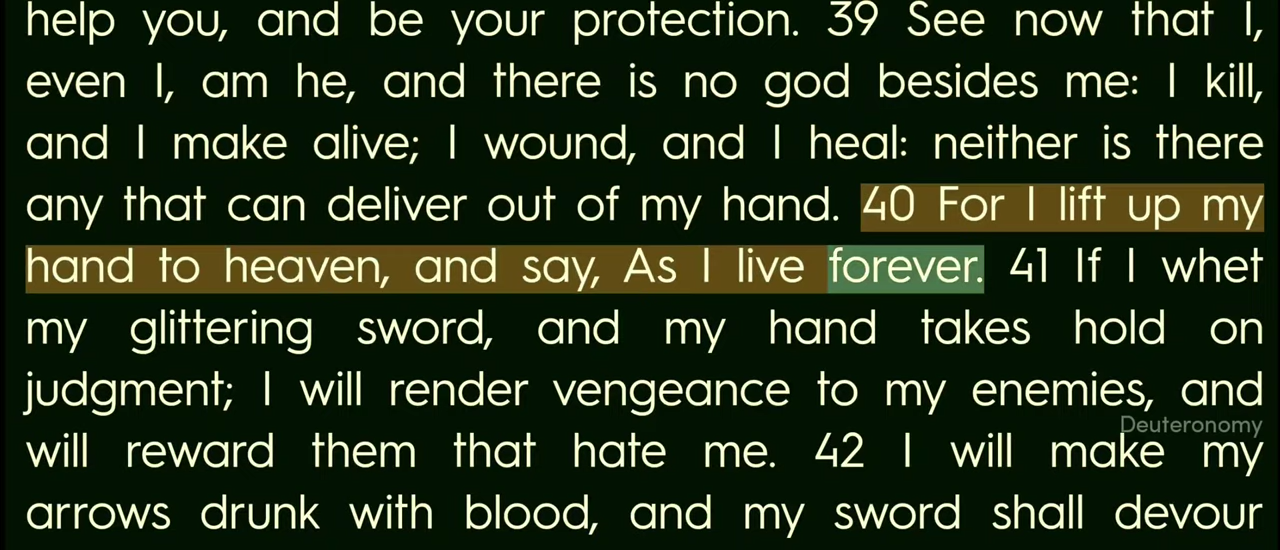 help you, and be your protection. 39 See now that I,
even I, am he, and there is no god besides me: I kill,
and I make alive; I wound, and I heal: neither is there
any that can deliver out of my hand. 40 For I lift up my
hand to heaven, and say, As I live forever. 41 If I whet
my glittering sword, and my hand takes hold on
judgment; I will render vengeance to my enemies, and
Deuteronomy
will reward them that hate me. 42 I will make my
arrows drunk with blood, and my sword shall devour